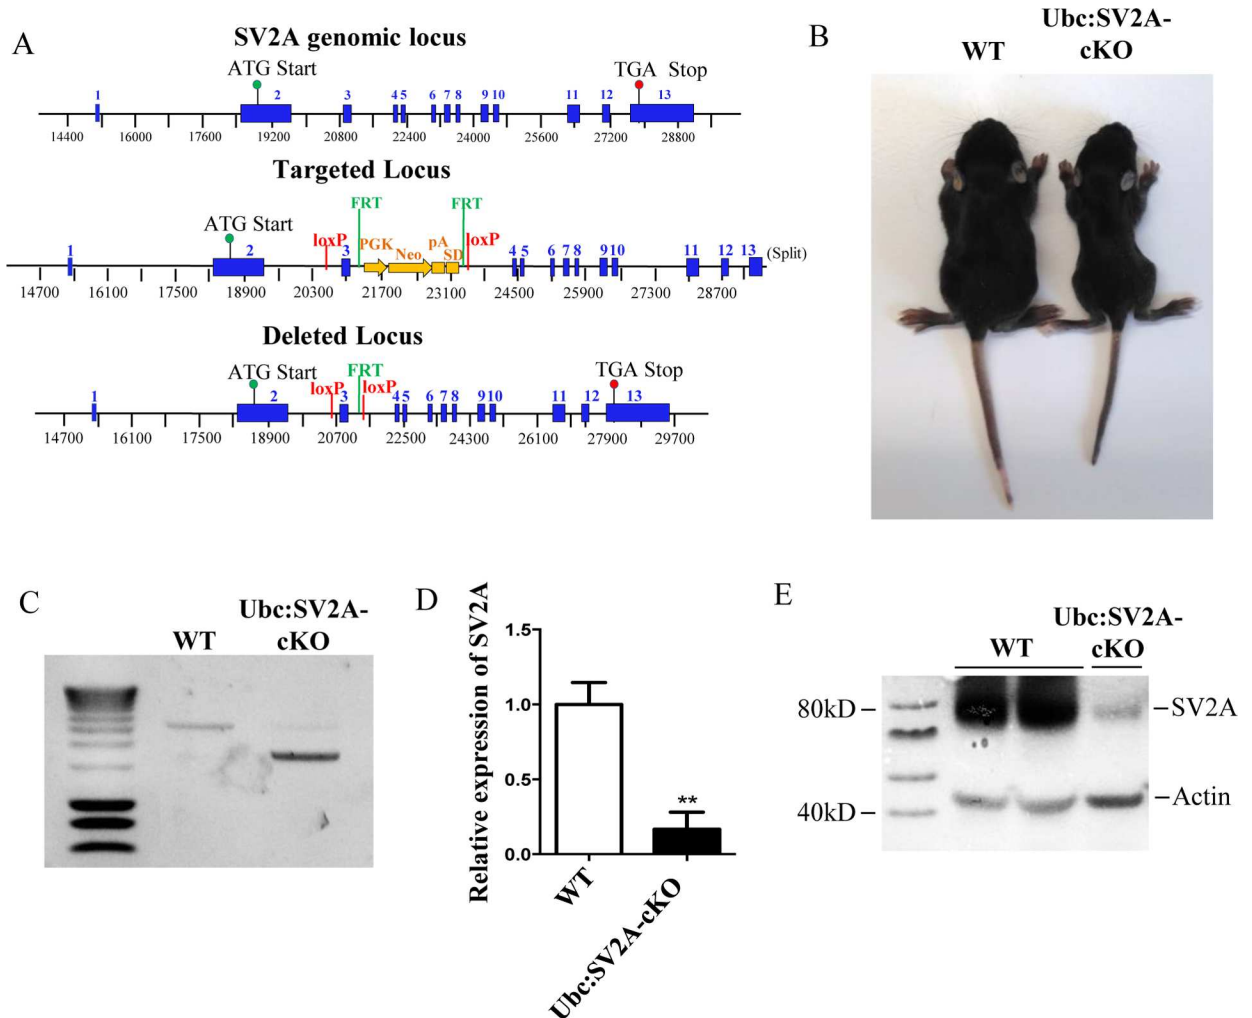 A
SV2A genomic locus
ATG Start
TGA Stop
1 2 3 4 5 6 7 8 9 10 11 12 13
14400 16000 17600 19200 20800 22400 24000 25600 27200 28800
Targeted Locus
FRT FRT
ATG Start
loxP PGK Neo pA SD loxP
1 2 3 4 5 6 7 8 9 10 11 12 13 (Split)
14700 16100 17500 18900 20300 21700 23100 24500 25900 27300 28700
Deleted Locus
ATG Start FRT TGA Stop
loxP loxP
1 2 3 4 5 6 7 8 9 10 11 12 13
14700 16100 17500 18900 20700 22500 24300 26100 27900 29700
B
WT
Ubc:SV2A-
cKO
C
WT
Ubc:SV2A-
cKO
D
Relative expression of SV2A
1.5
1.0
0.5
0.0
**
WT
Ubc:SV2A-cKO
E
WT
Ubc:SV2A-
cKO
80kD
SV2A
40kD
Actin